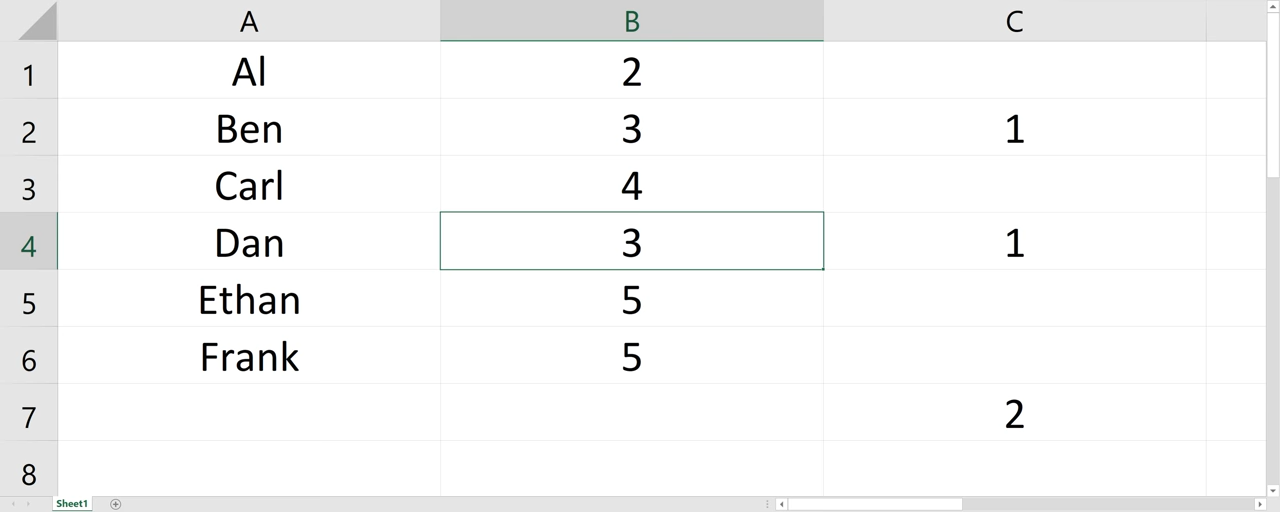 A B C
1 Al 2
2 Ben 3 1
3 Carl 4
4 Dan 3 1
5 Ethan 5
6 Frank 5
7 2
8
Sheet1